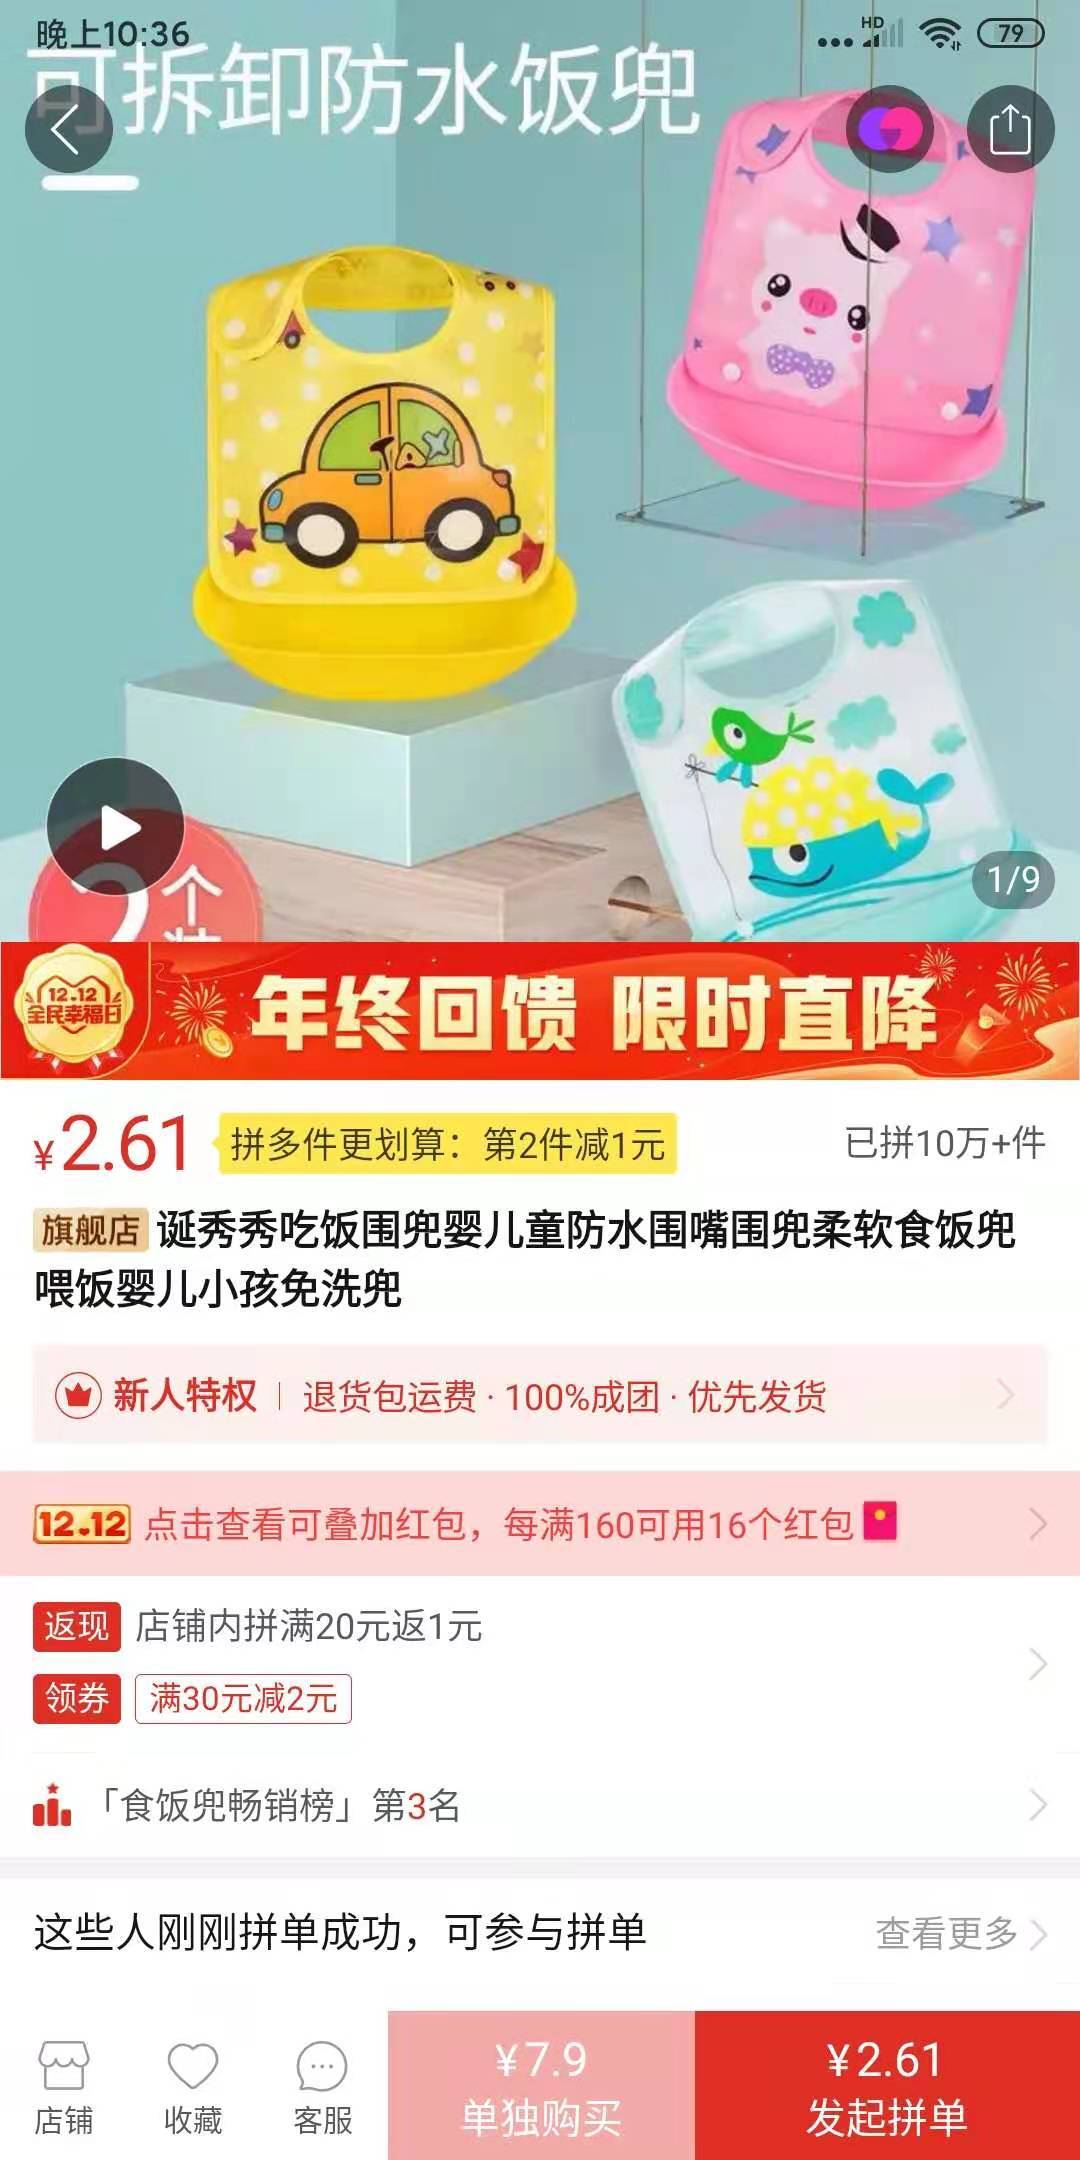 晚上10:36
HD
79
可拆卸防水饭兜
TAX
2个装
1/9
12.12
全民幸福日
年终回馈 限时直降
¥2.61
拼多件更划算：第2件减1元
已拼10万+件
旗舰店 诞秀秀吃饭围兜婴儿童防水围嘴围兜柔软食饭兜
喂饭婴儿小孩免洗兜
新人特权 | 退货包运费 · 100%成团 · 优先发货
12.12 点击查看可叠加红包，每满160可用16个红包
返现 店铺内拼满20元返1元
领券 满30元减2元
「食饭兜畅销榜」第3名
这些人刚刚拼单成功，可参与拼单
查看更多
店铺
收藏
客服
¥7.9
单独购买
¥2.61
发起拼单